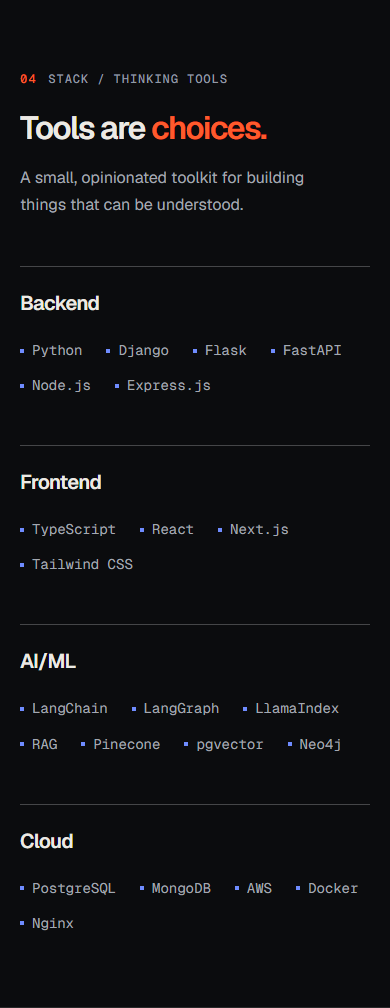 04 STACK / THINKING TOOLS
Tools are choices.
A small, opinionated toolkit for building
things that can be understood.
Backend
Python Django Flask FastAPI
Node.js Express.js
Frontend
TypeScript React Next.js
Tailwind CSS
AI/ML
LangChain LangGraph LlamaIndex
RAG Pinecone pgvector Neo4j
Cloud
PostgreSQL MongoDB AWS Docker
Nginx